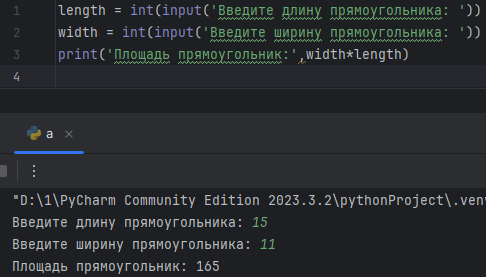 1 length = int(input('Введите длину прямоугольника: '))
2 width = int(input('Введите ширину прямоугольника: '))
3 print('Площадь прямоугольник:',width*length)
4
a ×
"D:\1\PyCharm Community Edition 2023.3.2\pythonProject\.ven
Введите длину прямоугольника: 15
Введите ширину прямоугольника: 11
Площадь прямоугольник: 165